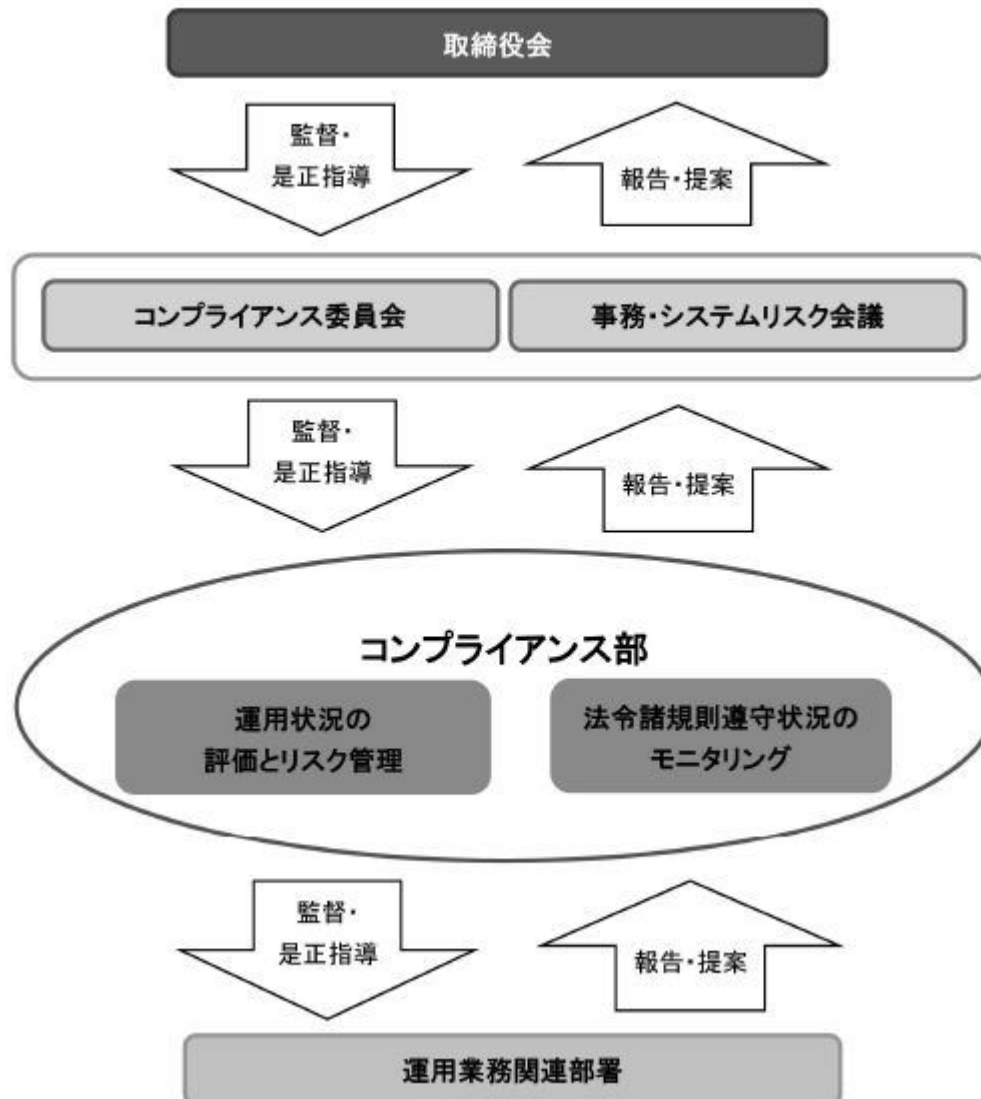 取締役会
監督・
是正指導
報告・提案
コンプライアンス委員会
事務・システムリスク会議
監督・
是正指導
報告・提案
コンプライアンス部
運用状況の
評価とリスク管理
法令諸規則遵守状況の
モニタリング
監督・
是正指導
報告・提案
運用業務関連部署